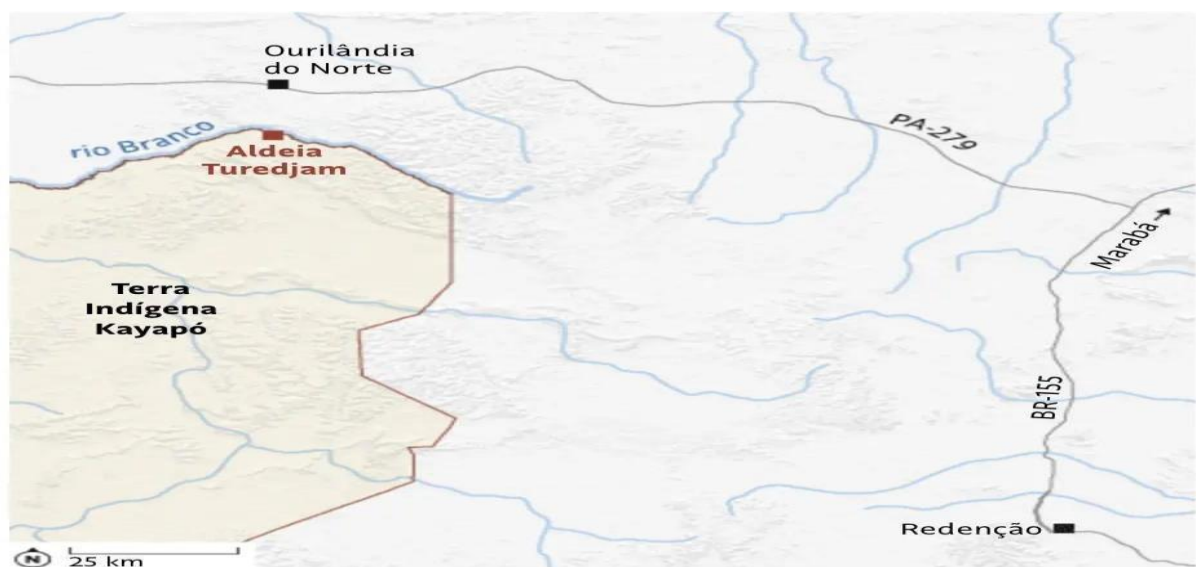 Ourilândia
do Norte
rio Branco
Aldeia
Turedjam
PA-279
Marabá
Terra
Indígena
Kayapó
BR-155
Redenção
N
25 km